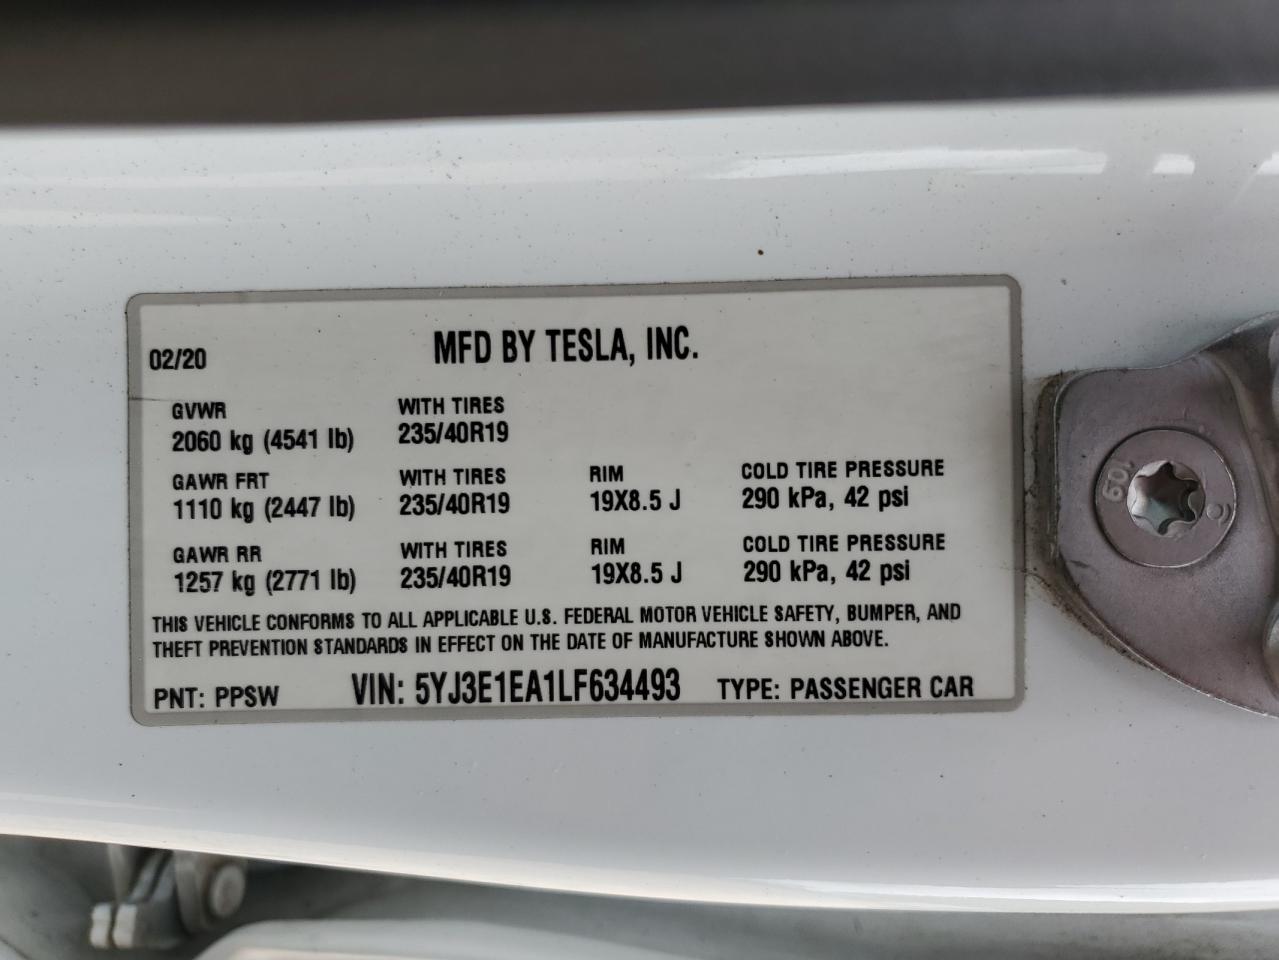 02/20 MFD BY TESLA, INC.
GVWR WITH TIRES
2060 kg (4541 lb) 235/40R19
GAWR FRT WITH TIRES RIM COLD TIRE PRESSURE
1110 kg (2447 lb) 235/40R19 19X8.5 J 290 kPa, 42 psi
GAWR RR WITH TIRES RIM COLD TIRE PRESSURE
1257 kg (2771 lb) 235/40R19 19X8.5 J 290 kPa, 42 psi
THIS VEHICLE CONFORMS TO ALL APPLICABLE U.S. FEDERAL MOTOR VEHICLE SAFETY, BUMPER, AND
THEFT PREVENTION STANDARDS IN EFFECT ON THE DATE OF MANUFACTURE SHOWN ABOVE.
PNT: PPSW VIN: 5YJ3E1EA1LF634493 TYPE: PASSENGER CAR